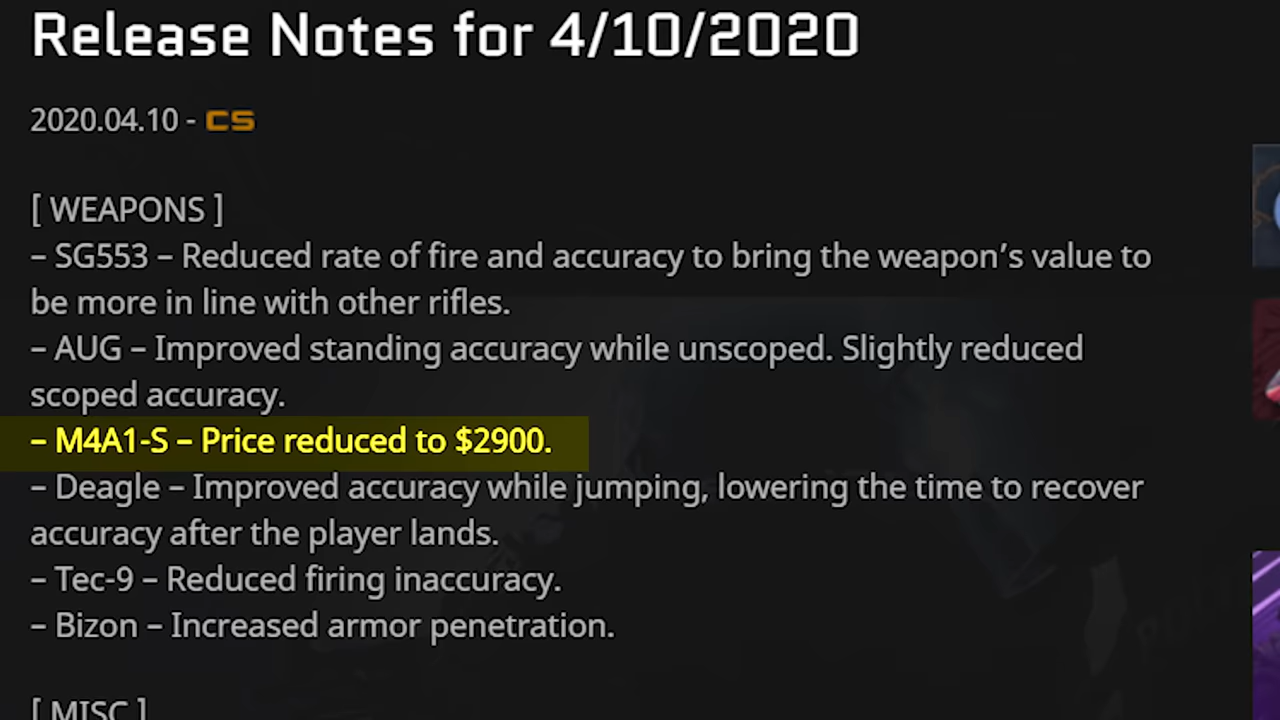 Release Notes for 4/10/2020
2020.04.10 - CS
[ WEAPONS ]
– SG553 – Reduced rate of fire and accuracy to bring the weapon’s value to
be more in line with other rifles.
– AUG – Improved standing accuracy while unscoped. Slightly reduced
scoped accuracy.
– M4A1-S – Price reduced to $2900.
– Deagle – Improved accuracy while jumping, lowering the time to recover
accuracy after the player lands.
– Tec-9 – Reduced firing inaccuracy.
– Bizon – Increased armor penetration.
[ MISC ]